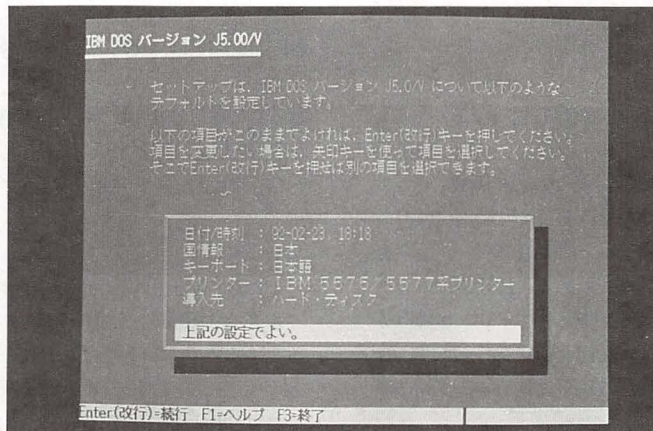 IBM DOS バージョン J5.00/V
セットアップは、IBM DOS バージョン J5.0/V について以下のような
デフォルトを設定しています。
以下の項目がこのままでよければ、Enter(改行)キーを押してください。
項目を変更したい場合は、矢印キーを使って項目を選択してください。
そこでEnter(改行)キーを押せば別の項目を選択できます。
日付/時刻 : 92-02-23, 18:18
国情報 : 日本
キーボード : 日本語
プリンター : IBM 5575/5577系プリンター
導入先 : ハード・ディスク
上記の設定でよい。
Enter(改行)=続行 F1=ヘルプ F3=終了